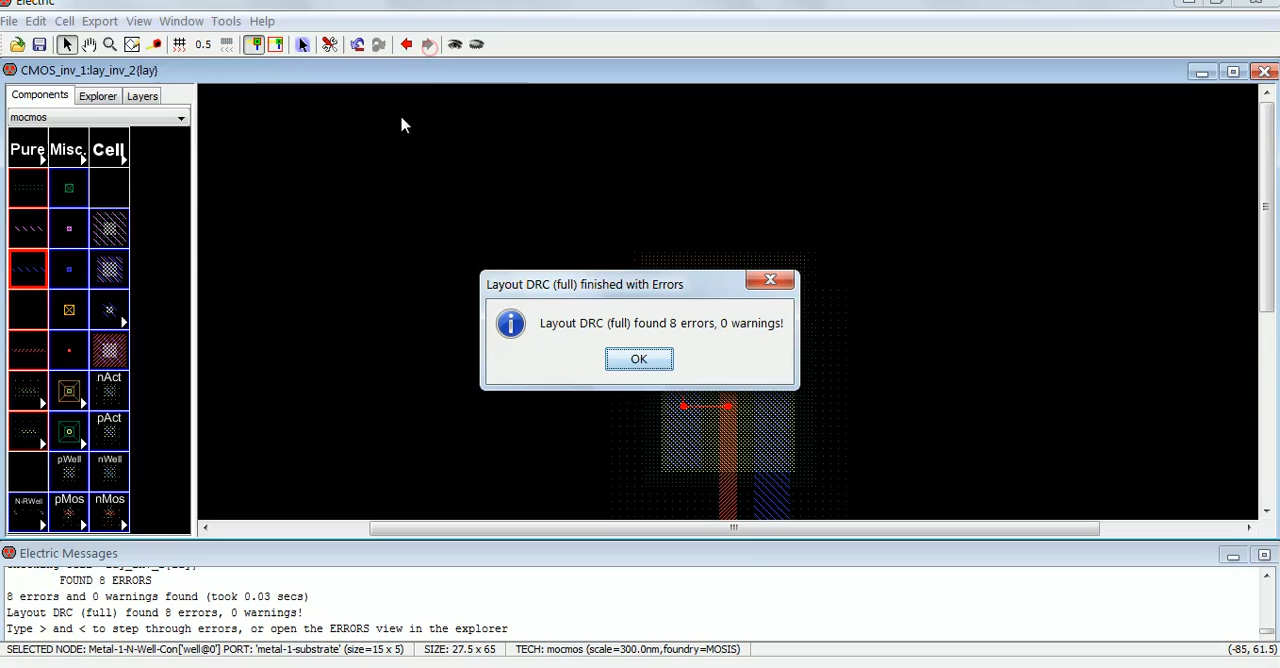 Electric
File Edit Cell Export View Window Tools Help
0.5
CMOS_inv_1:lay_inv_2{lay}
Components Explorer Layers
mocmos
Pure Misc. Cell
nAct
pAct
pWell nWell
N-RWell pMos nMos
Layout DRC (full) finished with Errors
Layout DRC (full) found 8 errors, 0 warnings!
OK
Electric Messages
FOUND 8 ERRORS
8 errors and 0 warnings found (took 0.03 secs)
Layout DRC (full) found 8 errors, 0 warnings!
Type > and < to step through errors, or open the ERRORS view in the explorer
SELECTED NODE: Metal-1-N-Well-Con['well@0'] PORT: 'metal-1-substrate' (size=15 x 5) SIZE: 27.5 x 65 TECH: mocmos (scale=300.0nm,foundry=MOSIS) (-85, 61.5)